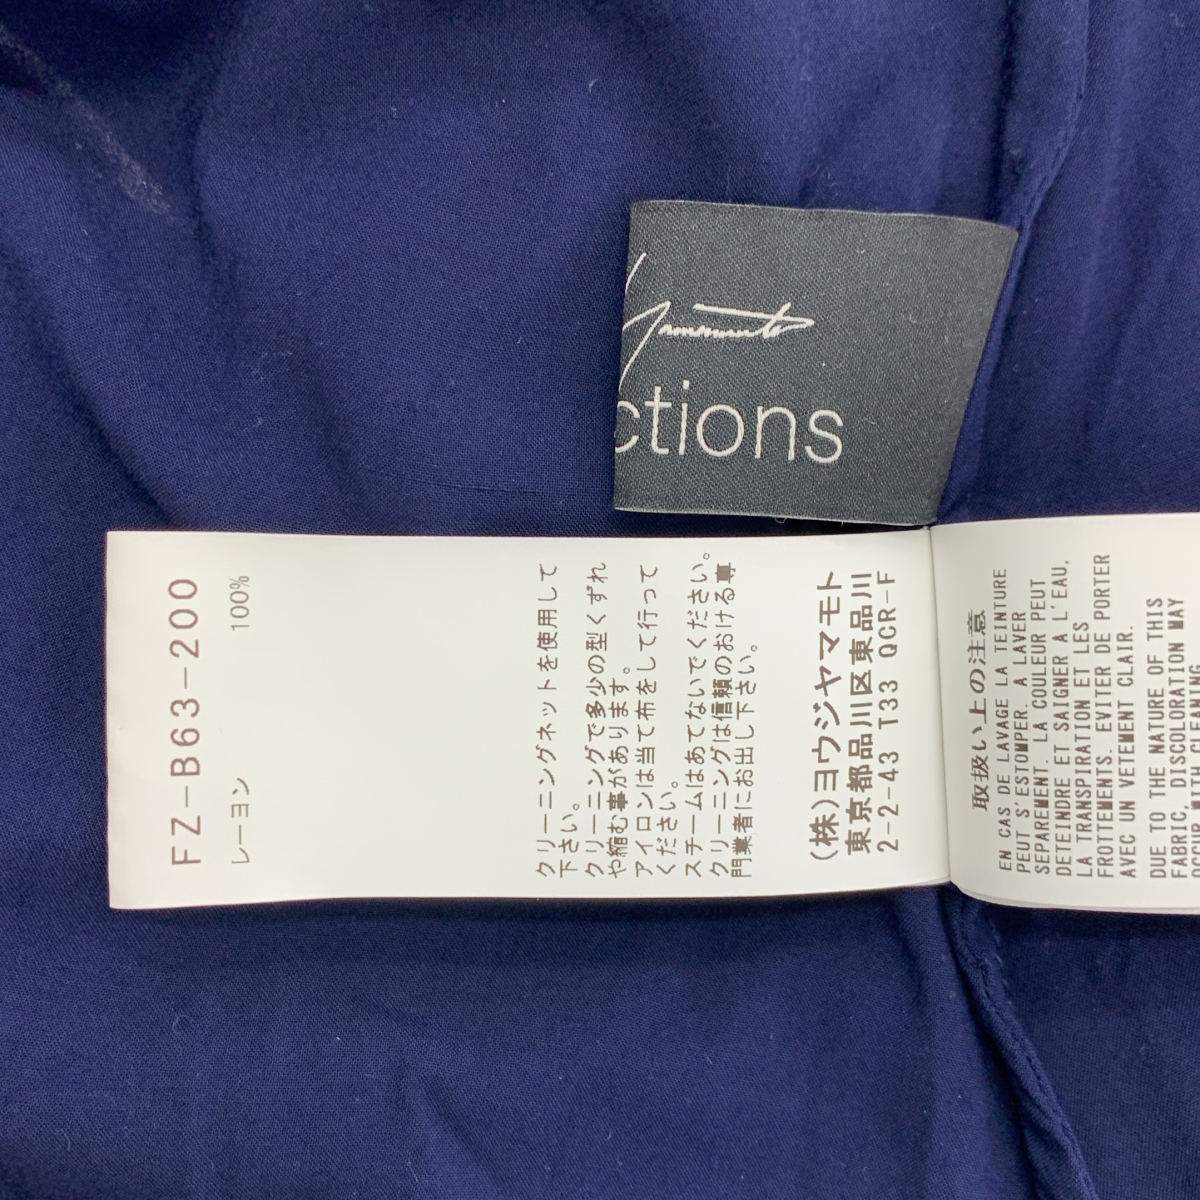 Yamamoto
ctions
FZ-B63-200
レーヨン 100%
クリーニングネットを使用して
下さい。
クリーニングで多少の型くずれ
や縮む事があります。
アイロンは当て布をして行って
ください。
スチームはあてないでください。
クリーニングは信頼のおける専
門業者にお出し下さい。
(株)ヨウジヤマモト
東京都品川区東品川
2-2-43 T33 QCR-F
取扱い上の注意
EN CAS DE LAVAGE LA TEINTURE
PEUT S'ESTOMPER. A LAVER
SEPAREMENT. LA COULEUR PEUT
DETEINDRE ET SAIGNER A L'EAU,
LA TRANSPIRATION ET LES
FROTTEMENTS. EVITER DE PORTER
AVEC UN VETEMENT CLAIR.
DUE TO THE NATURE OF THIS
FABRIC, DISCOLORATION MAY
OCCUR WITH CLEANING